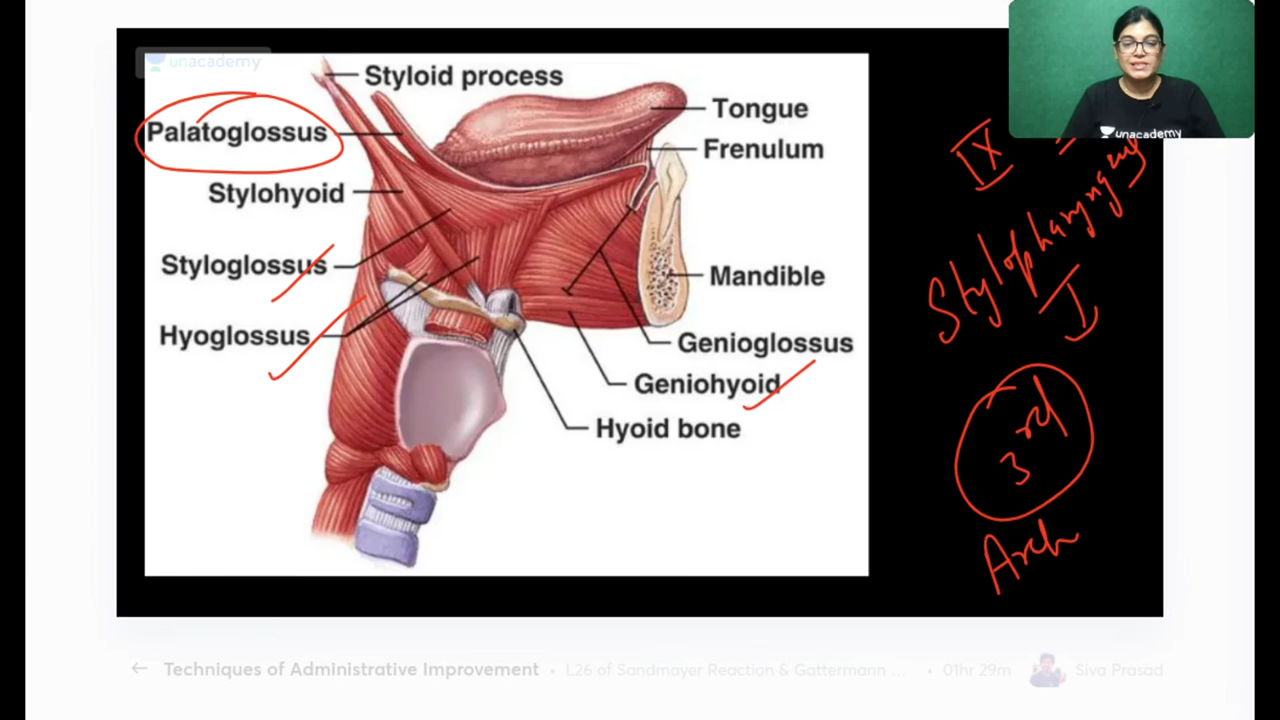 unacademy
Styloid process
Palatoglossus
Tongue
Frenulum
Stylohyoid
Styloglossus
Mandible
Hyoglossus
Genioglossus
Geniohyoid
Hyoid bone
unacademy
IX =
Stylopharyngeus
3rd
Arch
← Techniques of Administrative Improvement • L26 of Sandmayer Reaction & Gattermann ... • 01hr 29m Siva Prasad